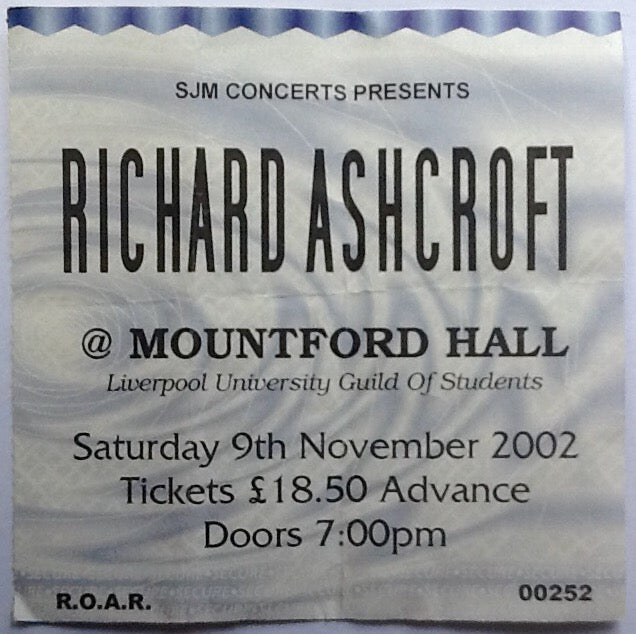 SJM CONCERTS PRESENTS
RICHARD ASHCROFT
@ MOUNTFORD HALL
Liverpool University Guild Of Students
Saturday 9th November 2002
Tickets £18.50 Advance
Doors 7:00pm
R.O.A.R.
00252